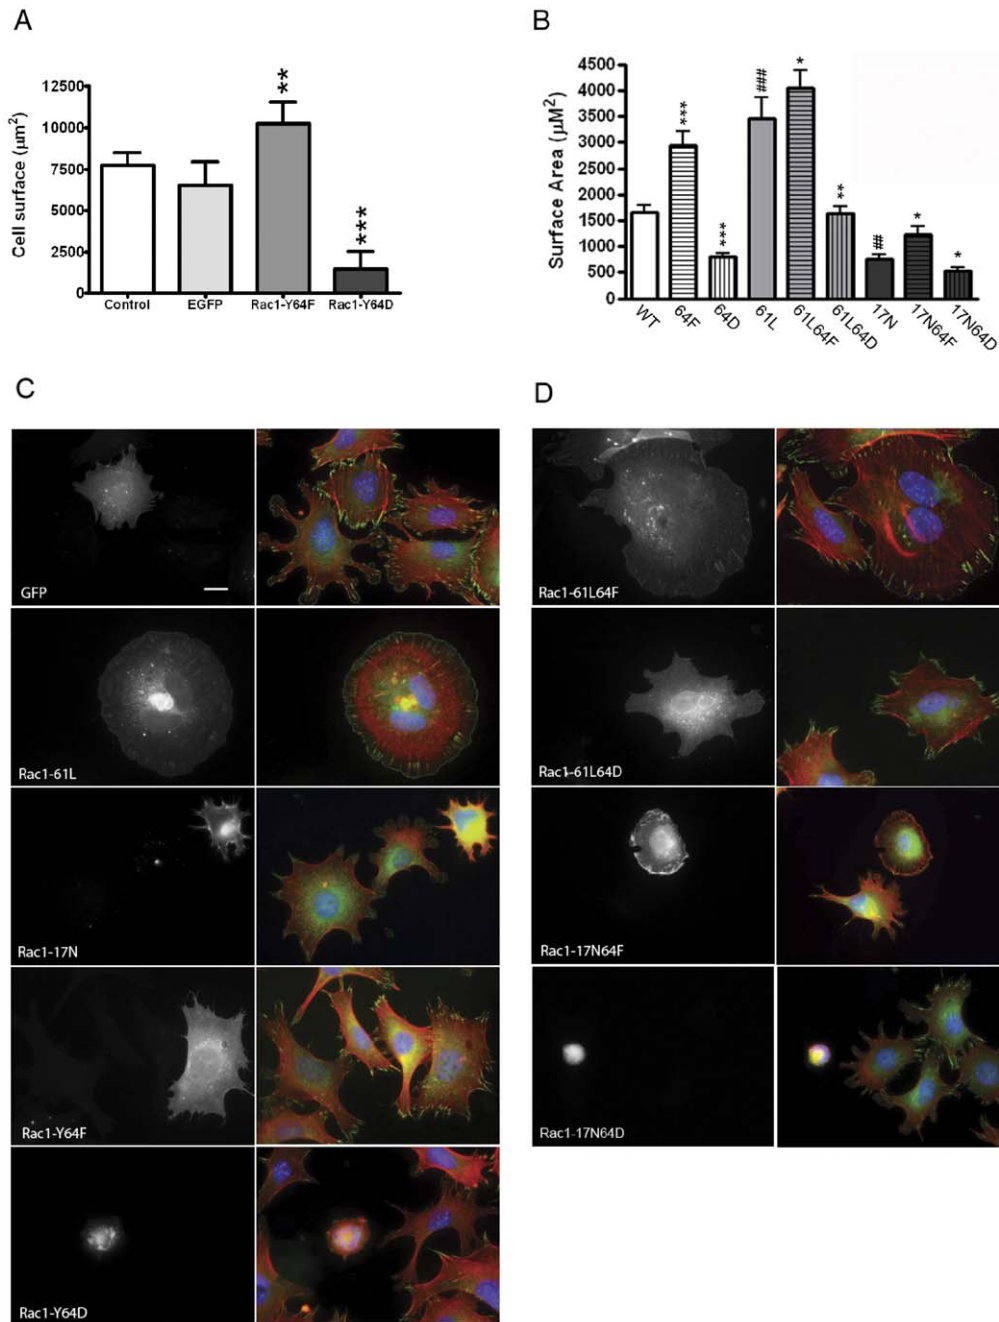 A
Cell surface (µm²)
12500
10000
7500
5000
2500
0
**
***
Control EGFP Rac1-Y64F Rac1-Y64D
B
Surface Area (µM²)
4500
4000
3500
3000
2500
2000
1500
1000
500
0
***
***
###
*
**
##
*
*
WT 64F 64D 61L 61L64F 61L64D 17N 17N64F 17N64D
C
GFP
Rac1-61L
Rac1-17N
Rac1-Y64F
Rac1-Y64D
D
Rac1-61L64F
Rac1-61L64D
Rac1-17N64F
Rac1-17N64D